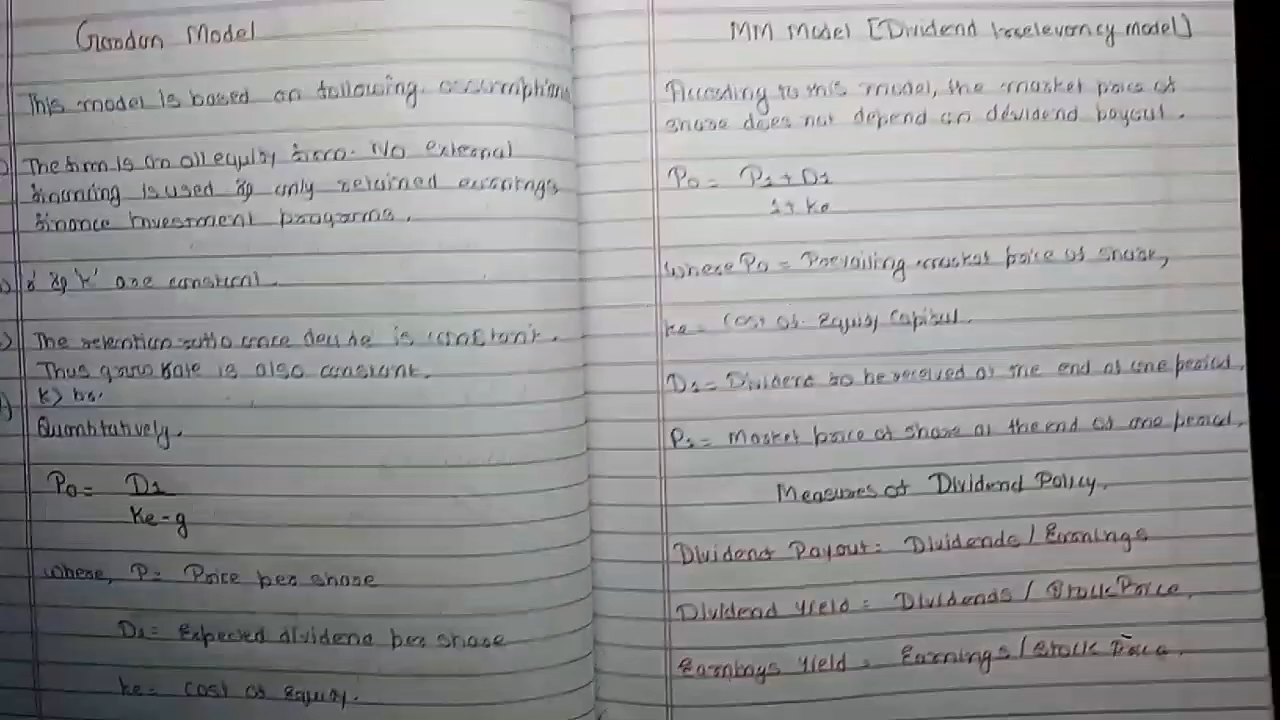 Gordon Model
This model is based on following assumptions
The firm is an all equity firm. No external
financing is used & only retained earnings
finance investment programs.
'r' & 'k' are constant.
The retention ratio once decided is constant.
Thus growth rate is also constant.
k > br.
Quantitatively,
P0 = D1
Ke - g
where, P = Price per share
D1 = Expected dividend per share
ke = cost of equity.
MM Model [Dividend Irrelevancy model]
According to this model, the market price of
share does not depend on dividend payout.
P0 = P1 + D1
1 + ke
where P0 = Prevailing market price of share,
ke = cost of Equity Capital.
D1 = Dividend to be received at the end of one period,
P1 = Market price of share at the end of one period,
Measures of Dividend Policy.
Dividend Payout = Dividends / Earnings
Dividend Yield = Dividends / Stock Price,
Earnings Yield = Earnings / Stock Price.